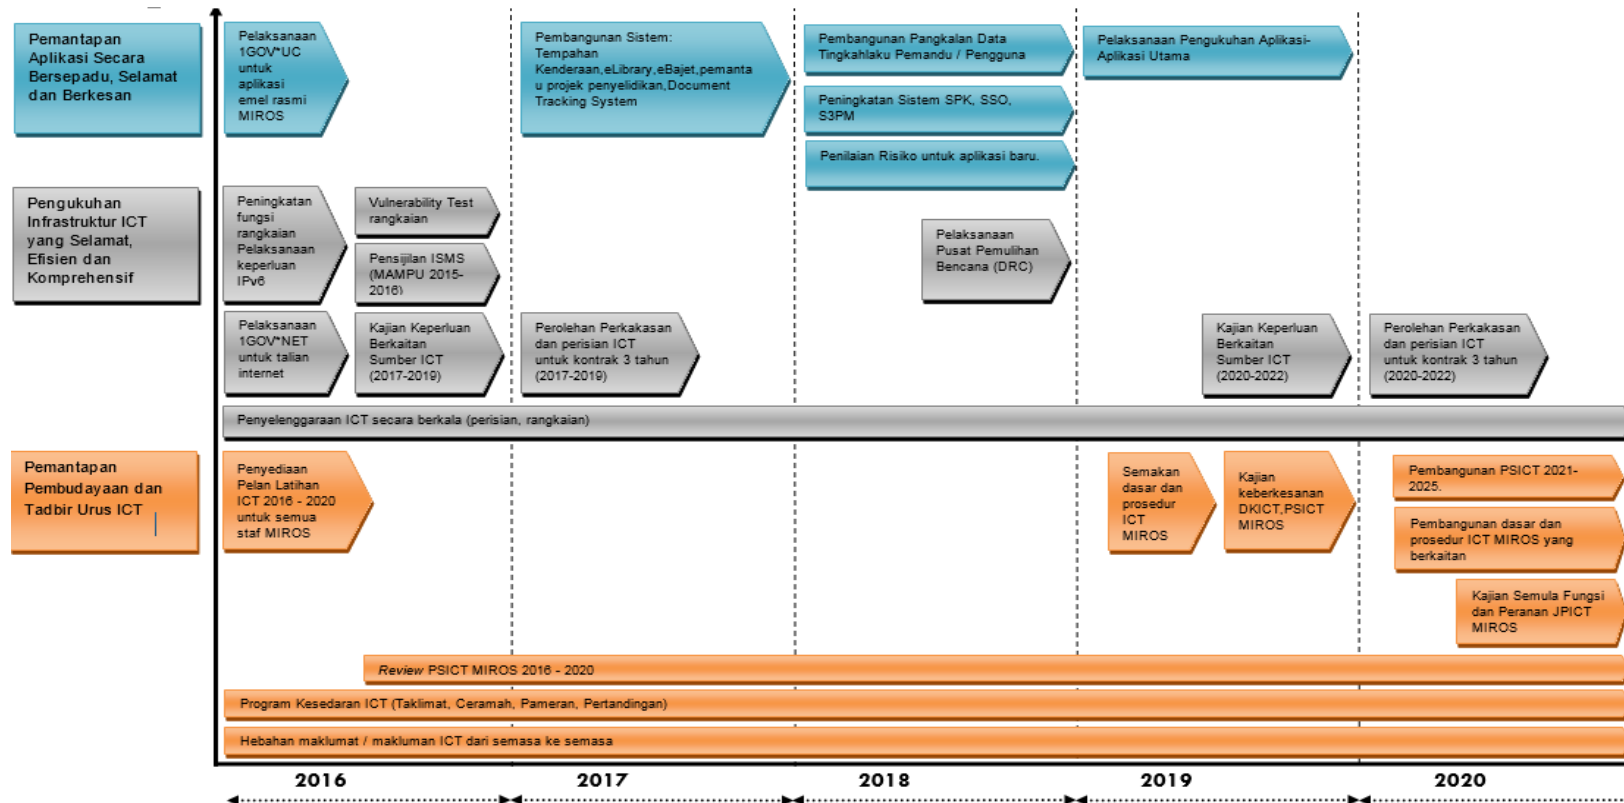 Pemantapan
Aplikasi Secara
Bersepadu, Selamat
dan Berkesan
Pelaksanaan
1GOV*UC
untuk
aplikasi
emel rasmi
MIROS
Pembangunan Sistem:
Tempahan
Kenderaan,eLibrary,eBajet,pemanta
u projek penyelidikan,Document
Tracking System
Pembangunan Pangkalan Data
Tingkahlaku Pemandu / Pengguna
Peningkatan Sistem SPK, SSO,
S3PM
Penilaian Risiko untuk aplikasi baru.
Pelaksanaan Pengukuhan Aplikasi-
Aplikasi Utama
Pengukuhan
Infrastruktur ICT
yang Selamat,
Efisien dan
Komprehensif
Peningkatan
fungsi
rangkaian
Pelaksanaan
keperluan
IPv6
Vulnerability Test
rangkaian
Pensijilan ISMS
(MAMPU 2015-
2016)
Pelaksanaan
Pusat Pemulihan
Bencana (DRC)
Pelaksanaan
1GOV*NET
untuk talian
internet
Kajian Keperluan
Berkaitan
Sumber ICT
(2017-2019)
Perolehan Perkakasan
dan perisian ICT
untuk kontrak 3 tahun
(2017-2019)
Kajian Keperluan
Berkaitan
Sumber ICT
(2020-2022)
Perolehan Perkakasan
dan perisian ICT
untuk kontrak 3 tahun
(2020-2022)
Penyelenggaraan ICT secara berkala (perisian, rangkaian)
Pemantapan
Pembudayaan dan
Tadbir Urus ICT
Penyediaan
Pelan Latihan
ICT 2016 - 2020
untuk semua
staf MIROS
Semakan
dasar dan
prosedur
ICT
MIROS
Kajian
keberkesanan
DKICT,PSICT
MIROS
Pembangunan PSICT 2021-
2025.
Pembangunan dasar dan
prosedur ICT MIROS yang
berkaitan
Kajian Semula Fungsi
dan Peranan JPICT
MIROS
Review PSICT MIROS 2016 - 2020
Program Kesedaran ICT (Taklimat, Ceramah, Pameran, Pertandingan)
Hebahan maklumat / makluman ICT dari semasa ke semasa
2016
2017
2018
2019
2020